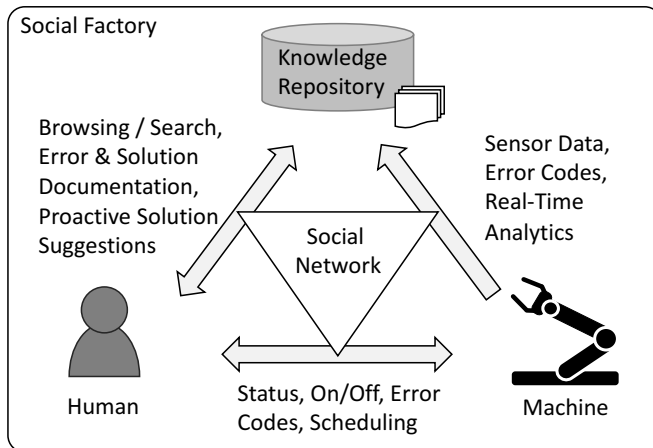 Social Factory
Knowledge
Repository
Browsing / Search,
Error & Solution
Documentation,
Proactive Solution
Suggestions
Sensor Data,
Error Codes,
Real-Time
Analytics
Social
Network
Human
Status, On/Off, Error
Codes, Scheduling
Machine